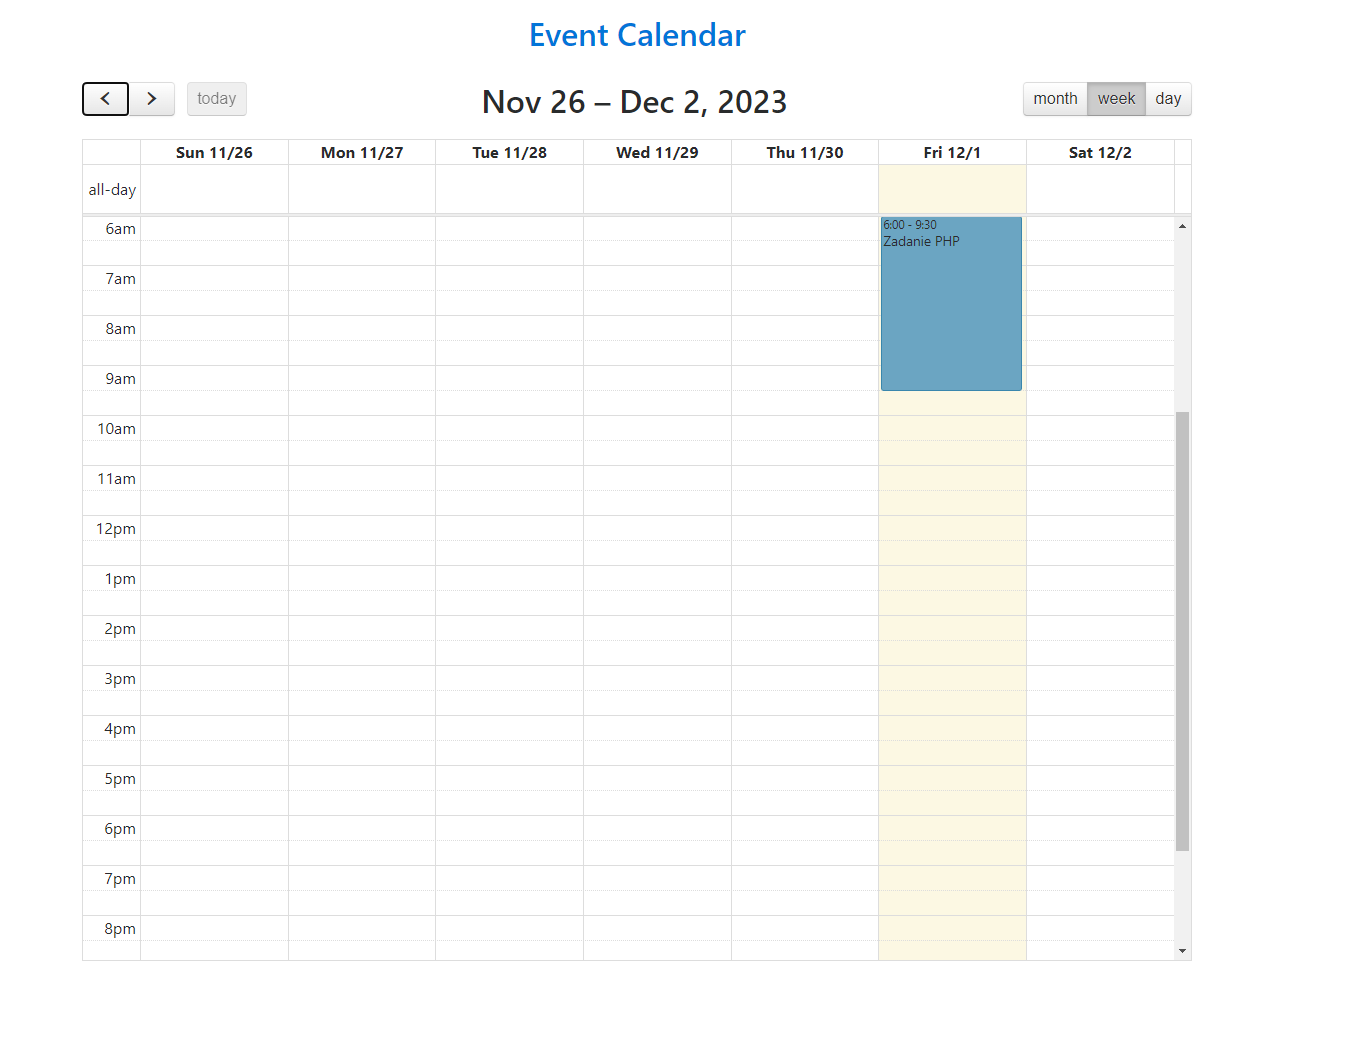 Event Calendar
today
Nov 26 – Dec 2, 2023
month week day
Sun 11/26 Mon 11/27 Tue 11/28 Wed 11/29 Thu 11/30 Fri 12/1 Sat 12/2
all-day
6am
6:00 - 9:30
Zadanie PHP
7am
8am
9am
10am
11am
12pm
1pm
2pm
3pm
4pm
5pm
6pm
7pm
8pm